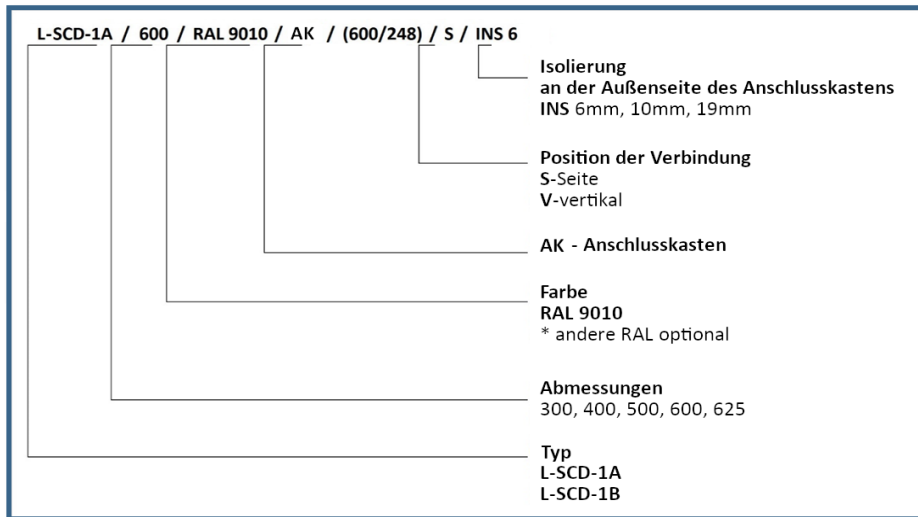 L-SCD-1A / 600 / RAL 9010 / AK / (600/248) / S / INS 6
Isolierung
an der Außenseite des Anschlusskastens
INS 6mm, 10mm, 19mm
Position der Verbindung
S-Seite
V-vertikal
AK - Anschlusskasten
Farbe
RAL 9010
* andere RAL optional
Abmessungen
300, 400, 500, 600, 625
Typ
L-SCD-1A
L-SCD-1B